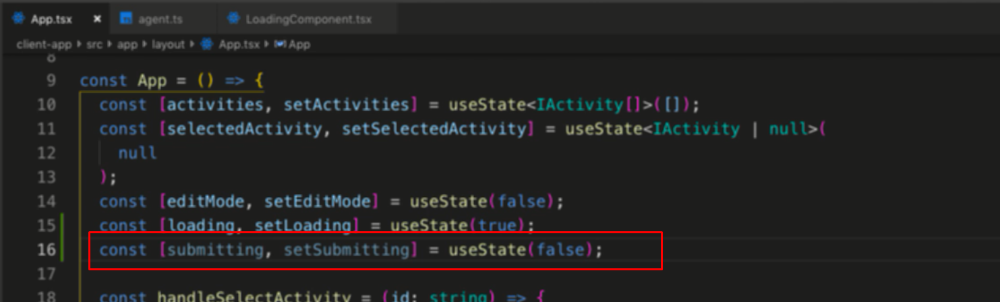 App.tsx × TS agent.ts LoadingComponent.tsx
client-app src app layout App.tsx App
8
9 const App = () => {
10 const [activities, setActivities] = useState<IActivity[]>([]);
11 const [selectedActivity, setSelectedActivity] = useState<IActivity | null>(
12 null
13 );
14 const [editMode, setEditMode] = useState(false);
15 const [loading, setLoading] = useState(true);
16 const [submitting, setSubmitting] = useState(false);
17
18 const handleSelectActivity = (id: string) => {